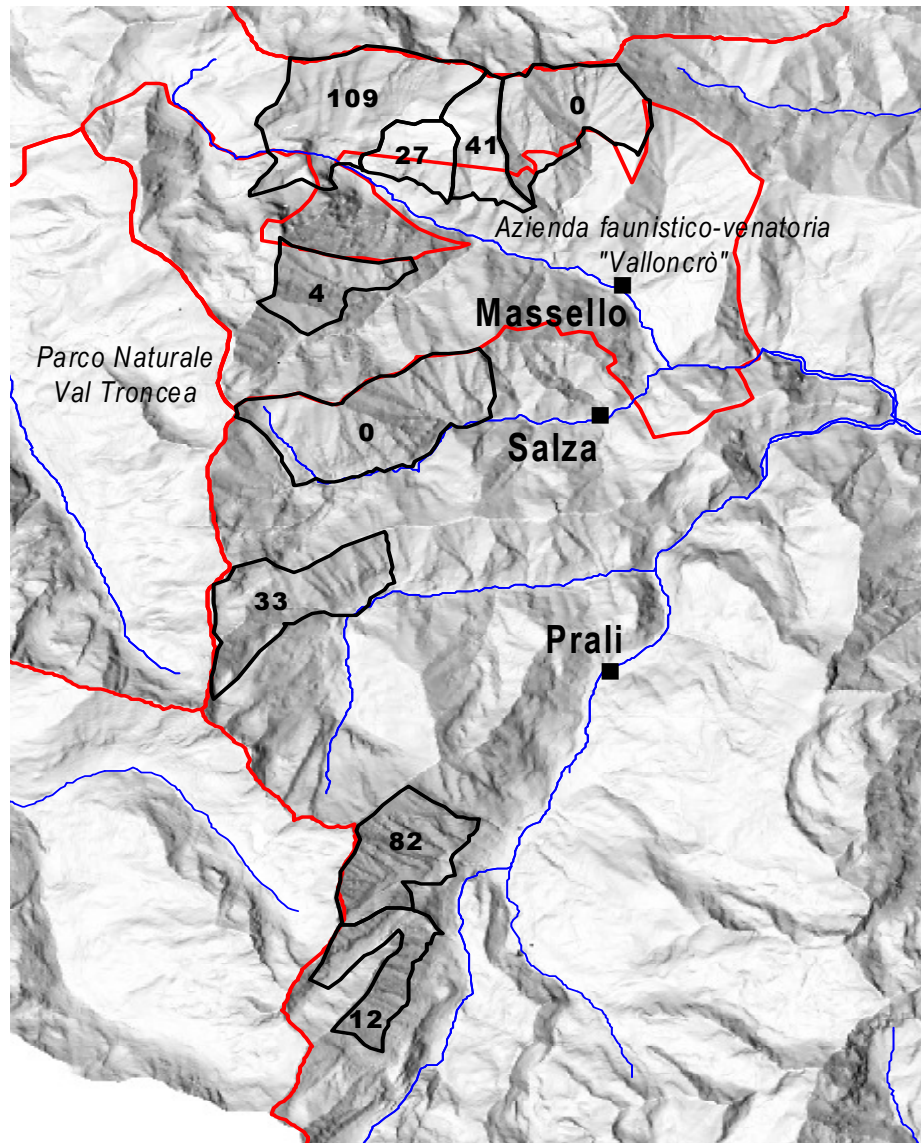 109
0
27
41
Azienda faunistico-venatoria
"Valloncrò"
4
Massello
Parco Naturale
Val Troncea
0
Salza
33
Prali
82
12